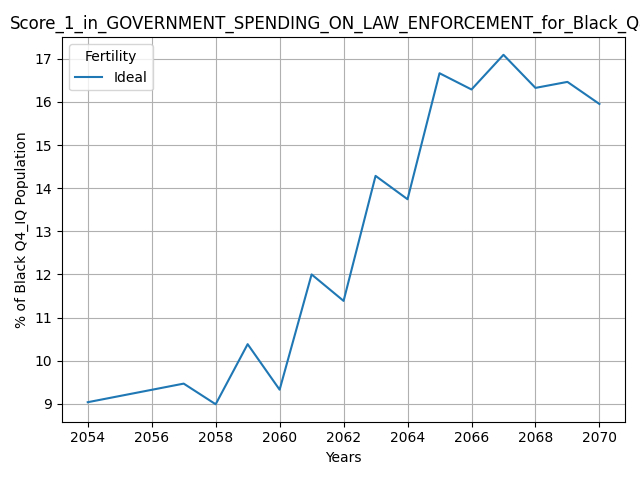 Score_1_in_GOVERNMENT_SPENDING_ON_LAW_ENFORCEMENT_for_Black_Q
Fertility
Ideal
% of Black Q4_IQ Population
17
16
15
14
13
12
11
10
9
2054 2056 2058 2060 2062 2064 2066 2068 2070
Years